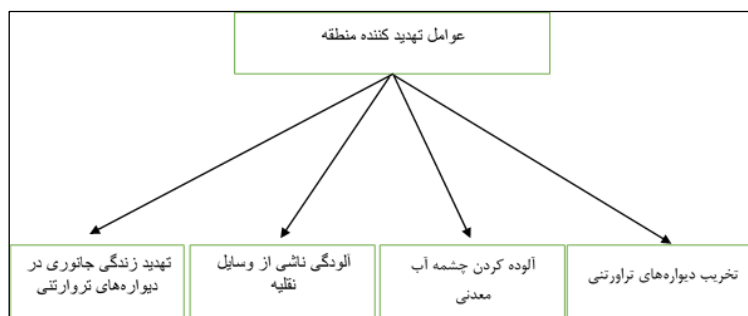 عوامل تهدید کننده منطقه
تخریب دیواره‌های تراورتنی
آلوده کردن چشمه آب
معدنی
آلودگی ناشی از وسایل
نقلیه
تهدید زندگی جانوری در
دیواره‌های تروارتنی